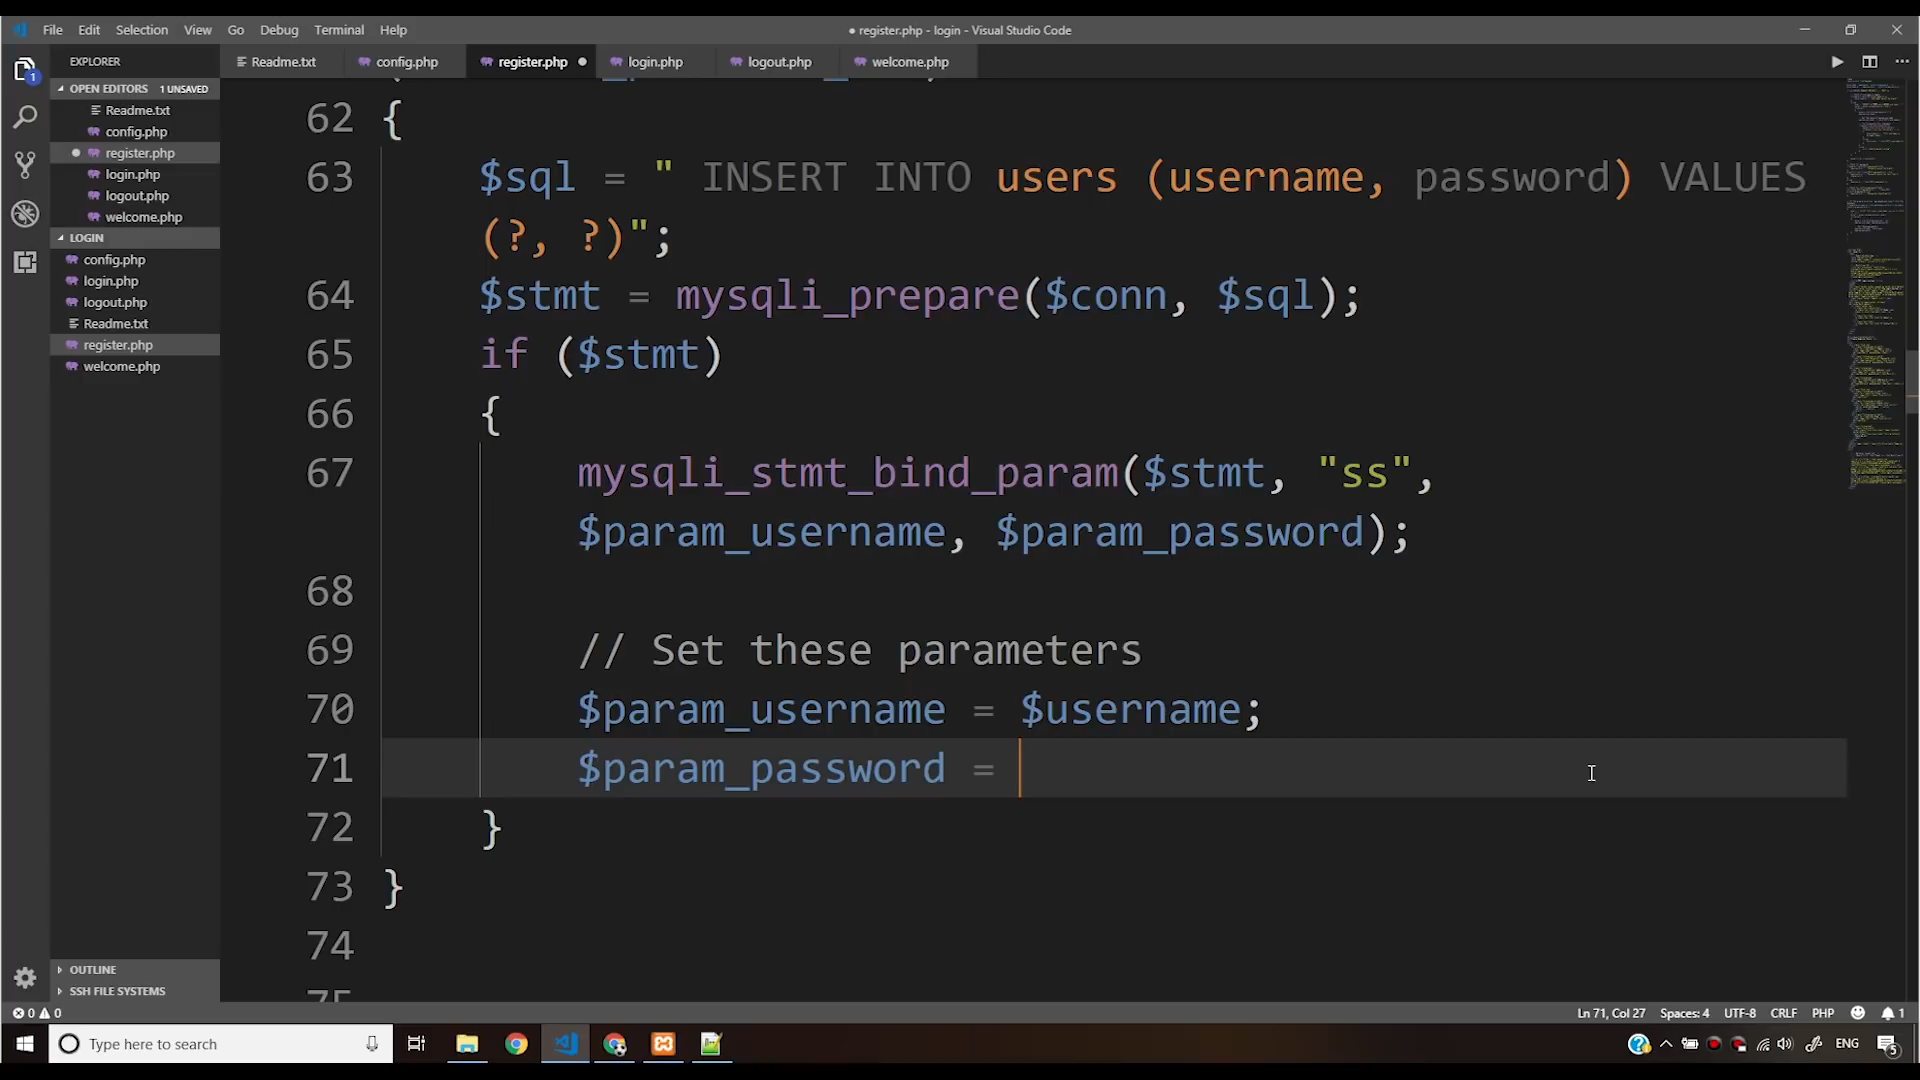 File Edit Selection View Go Debug Terminal Help
● register.php - login - Visual Studio Code
EXPLORER
Readme.txt config.php register.php login.php logout.php welcome.php
OPEN EDITORS 1 UNSAVED
Readme.txt
config.php
register.php
login.php
logout.php
welcome.php
LOGIN
config.php
login.php
logout.php
Readme.txt
register.php
welcome.php
OUTLINE
SSH FILE SYSTEMS
62 {
63 $sql = " INSERT INTO users (username, password) VALUES
(?, ?)";
64 $stmt = mysqli_prepare($conn, $sql);
65 if ($stmt)
66 {
67 mysqli_stmt_bind_param($stmt, "ss",
$param_username, $param_password);
68
69 // Set these parameters
70 $param_username = $username;
71 $param_password =
72 }
73 }
74
75
0 0 Ln 71, Col 27 Spaces: 4 UTF-8 CRLF PHP 1
Type here to search ENG 5
1